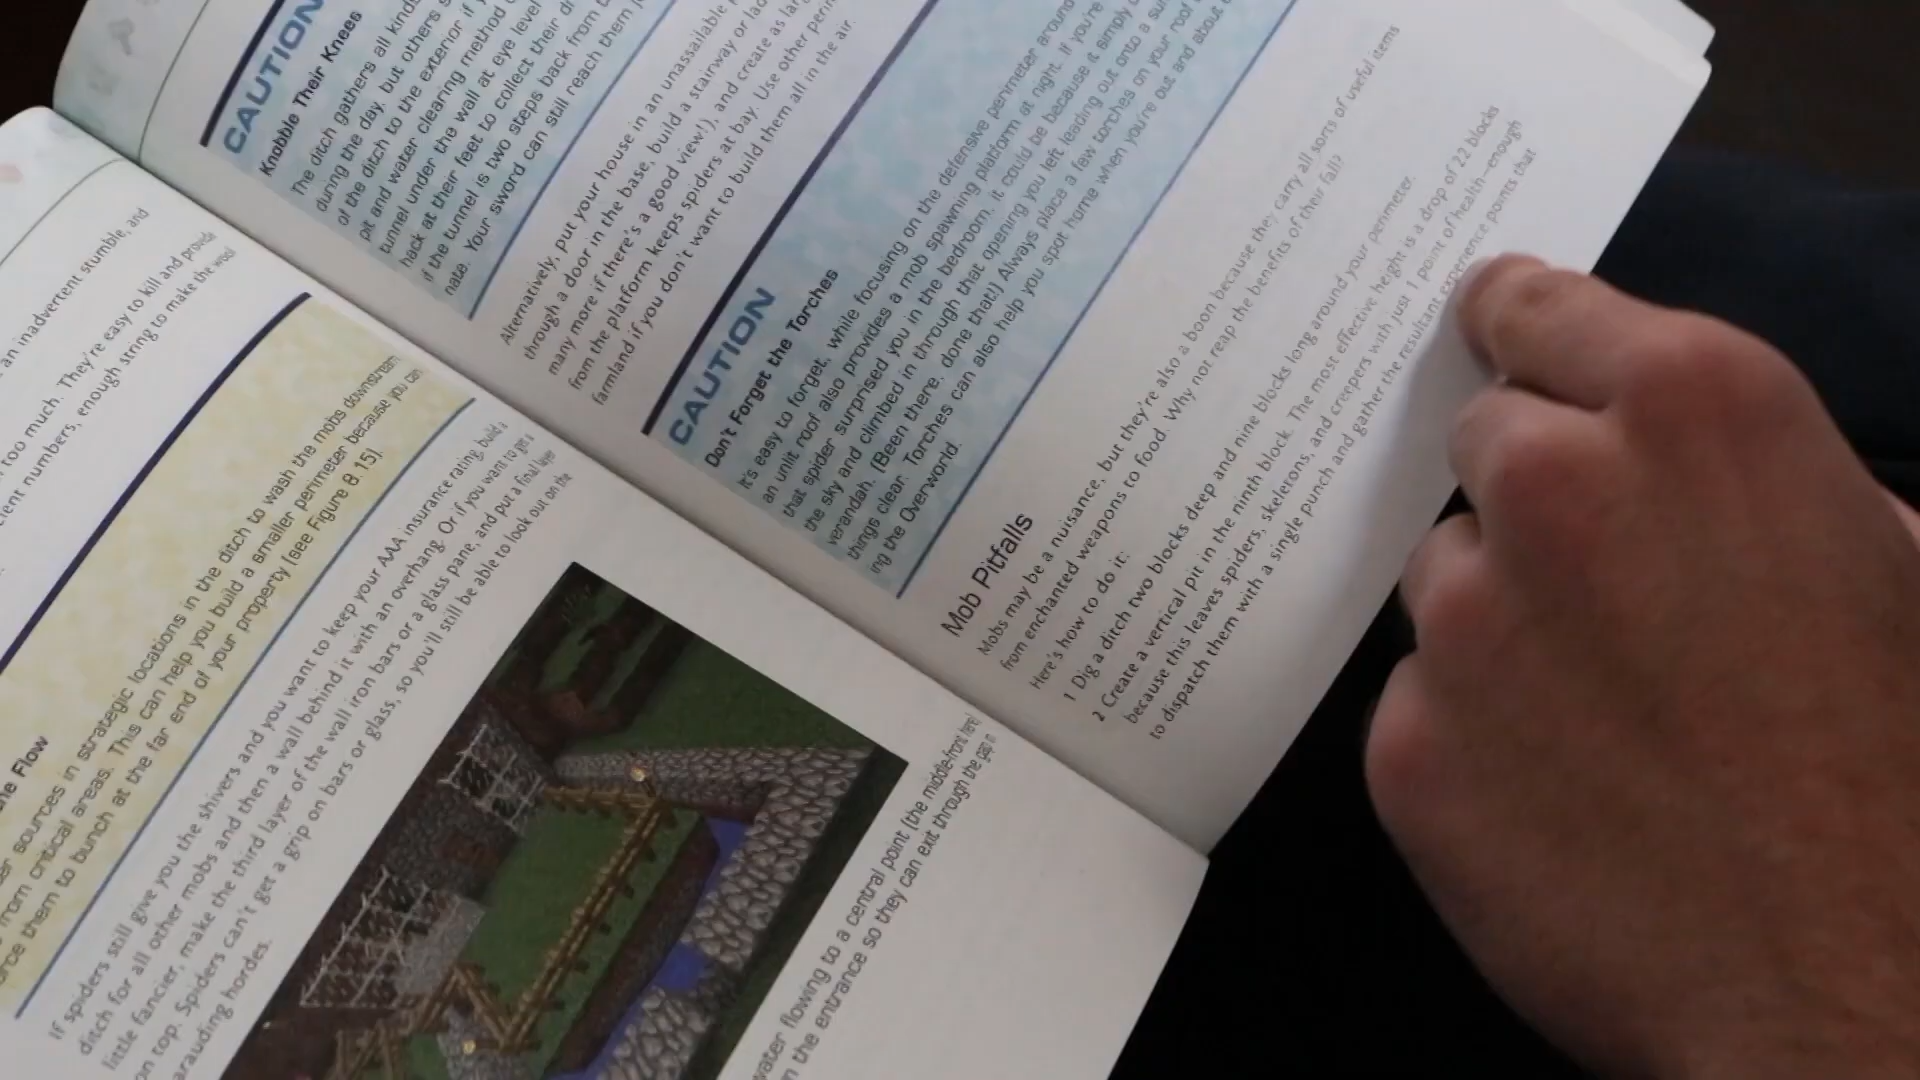 an inadvertent stumble, and
too much. They're easy to kill and provide
cient numbers, enough string to make the wool
Flow
sources in strategic locations in the ditch to wash the mobs downstream
from critical areas. This can help you build a smaller perimeter because you can
them to bunch at the far end of your property (see Figure 8.15).
If spiders still give you the shivers and you want to keep your AAA insurance rating, build a
ditch for all other mobs and then a wall behind it with an overhang. Or if you want to get a
little fancier, make the third layer of the wall iron bars or a glass pane, and put a final layer
on top. Spiders can't get a grip on bars or glass, so you'll still be able to look out on the
arauding hordes.
water flowing to a central point (the middle-front here)
n the entrance so they can exit through the gap in
CAUTION
Knobble Their Knees
The ditch gathers all kinds
during the day, but others s
of the ditch to the exterior if y
pit and water clearing method
tunnel under the wall at eye level
hack at their feet to collect their dr
if the tunnel is two steps back from t
nate. Your sword can still reach them
Alternatively, put your house in an unassailable
through a door in the base, build a stairway or lad
many more if there's a good view!), and create as lar
from the platform keeps spiders at bay. Use other perim
farmland if you don't want to build them all in the air
CAUTION
Don't Forget the Torches
It's easy to forget, while focusing on the defensive perimeter around
an unlit roof also provides a mob spawning platform at night. If you're
that spider surprised you in the bedroom, it could be because it simply
the sky and climbed in through that opening you left leading out onto a sun
verandah. (Been there, done that!) Always place a few torches on your roof
things clear. Torches can also help you spot home when you're out and about
ing the Overworld.
Mob Pitfalls
Mobs may be a nuisance, but they're also a boon because they carry all sorts of useful items
from enchanted weapons to food. Why not reap the benefits of their fall?
Here's how to do it:
1 Dig a ditch two blocks deep and nine blocks long around your perimeter.
2 Create a vertical pit in the ninth block. The most effective height is a drop of 22 blocks
because this leaves spiders, skeletons, and creepers with just 1 point of health—enough
to dispatch them with a single punch and gather the resultant experience points that